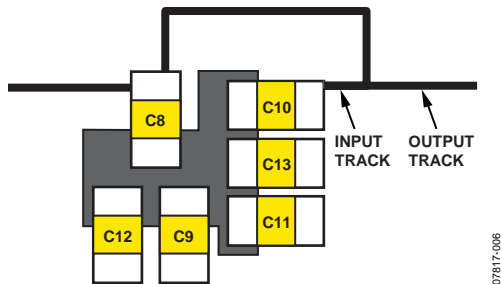 C8
C10
INPUT
TRACK
OUTPUT
TRACK
C13
C12
C9
C11
07817-006